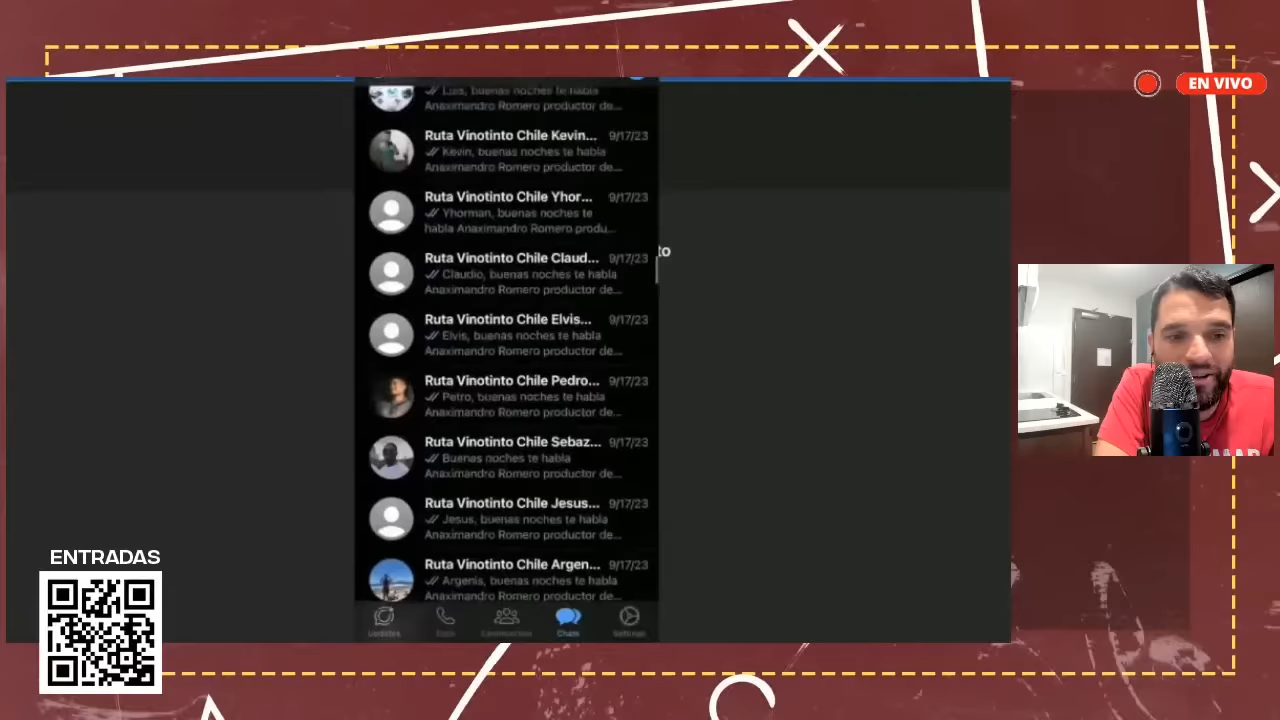 EN VIVO
Luis, buenas noches te habla
Anaximandro Romero productor de...
Ruta Vinotinto Chile Kevin... 9/17/23
Kevin, buenas noches te habla
Anaximandro Romero productor de...
Ruta Vinotinto Chile Yhor... 9/17/23
Yhorman, buenas noches te
habla Anaximandro Romero produ...
to
Ruta Vinotinto Chile Claud... 9/17/23
Claudio, buenas noches te habla
Anaximandro Romero productor de...
Ruta Vinotinto Chile Elvis... 9/17/23
Elvis, buenas noches te habla
Anaximandro Romero productor de...
Ruta Vinotinto Chile Pedro... 9/17/23
Petro, buenas noches te habla
Anaximandro Romero productor de...
Ruta Vinotinto Chile Sebaz... 9/17/23
Buenas noches te habla
Anaximandro Romero productor de...
Ruta Vinotinto Chile Jesus... 9/17/23
Jesus, buenas noches te habla
Anaximandro Romero productor de...
Ruta Vinotinto Chile Argen... 9/17/23
Argenis, buenas noches te habla
Anaximandro Romero productor de...
Updates Calls Communities Chats Settings
ENTRADAS